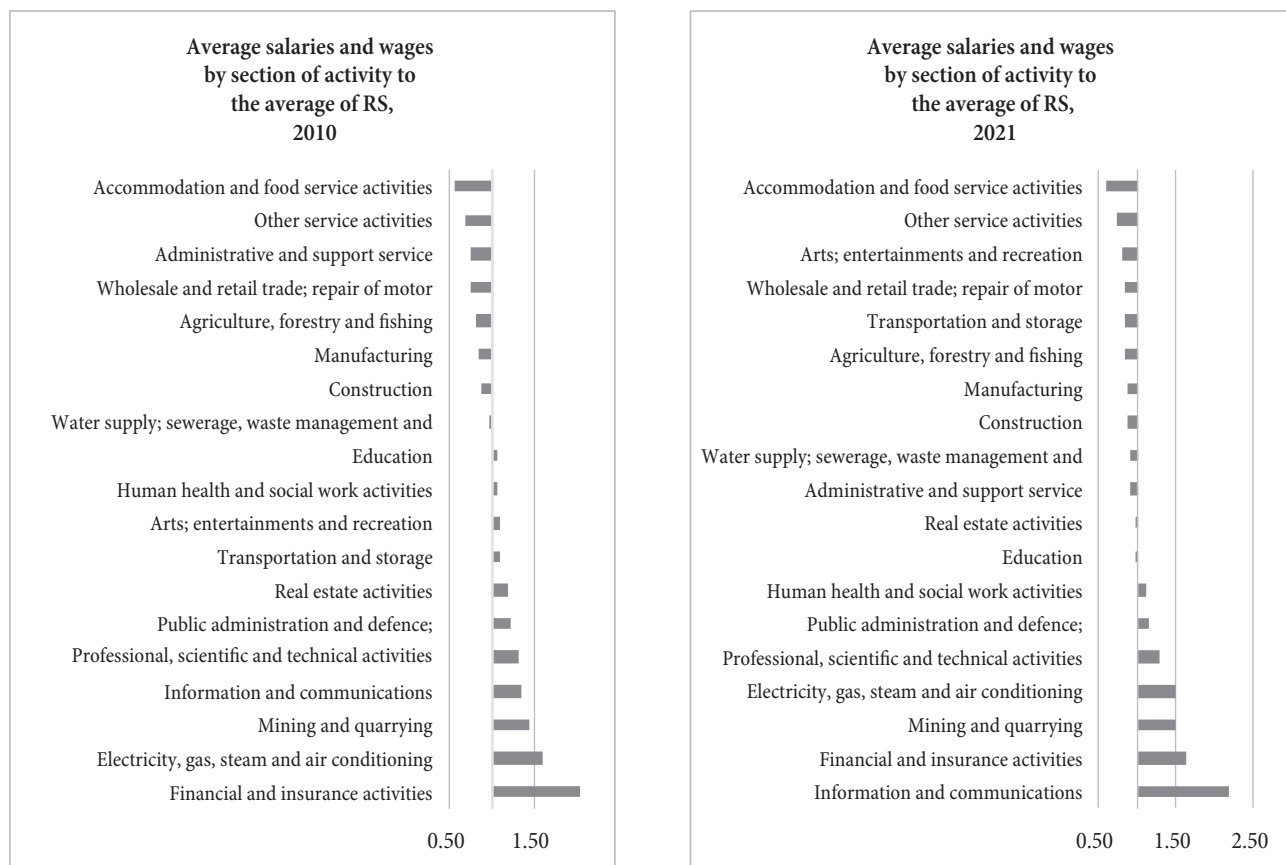 Average salaries and wages
by section of activity to
the average of RS,
2010
Accommodation and food service activities
Other service activities
Administrative and support service
Wholesale and retail trade; repair of motor
Agriculture, forestry and fishing
Manufacturing
Construction
Water supply; sewerage, waste management and
Education
Human health and social work activities
Arts; entertainments and recreation
Transportation and storage
Real estate activities
Public administration and defence;
Professional, scientific and technical activities
Information and communications
Mining and quarrying
Electricity, gas, steam and air conditioning
Financial and insurance activities
0.50 1.50
Average salaries and wages
by section of activity to
the average of RS,
2021
Accommodation and food service activities
Other service activities
Arts; entertainments and recreation
Wholesale and retail trade; repair of motor
Transportation and storage
Agriculture, forestry and fishing
Manufacturing
Construction
Water supply; sewerage, waste management and
Administrative and support service
Real estate activities
Education
Human health and social work activities
Public administration and defence;
Professional, scientific and technical activities
Electricity, gas, steam and air conditioning
Mining and quarrying
Financial and insurance activities
Information and communications
0.50 1.50 2.50